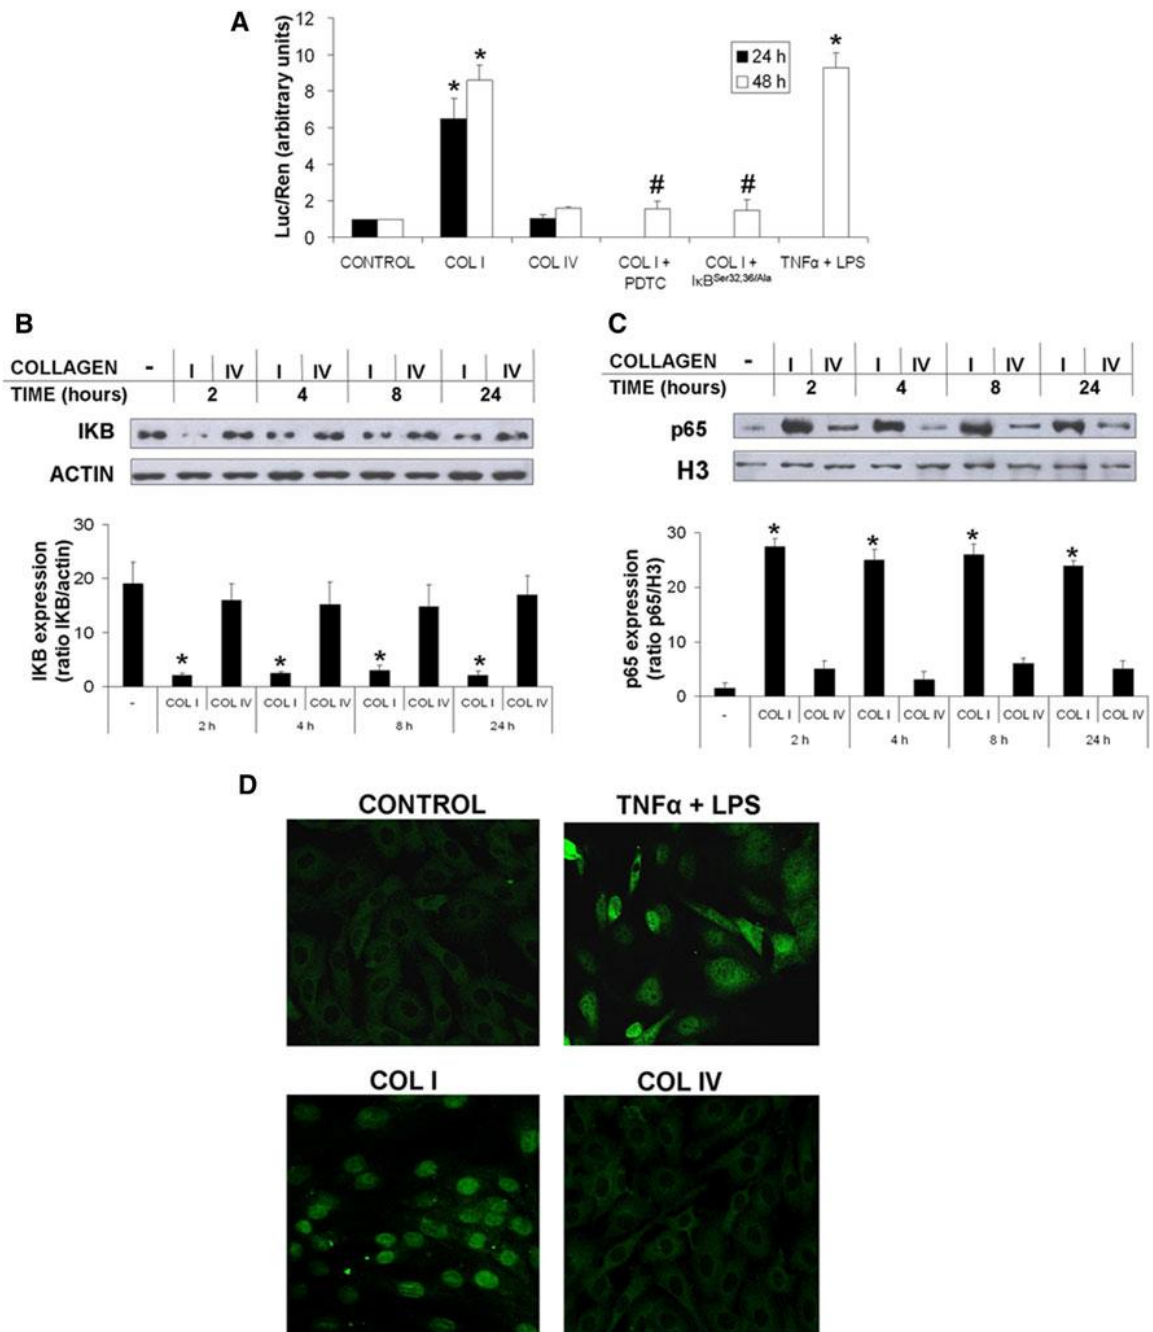 A
Luc/Ren (arbitrary units)
12
10
8
6
4
2
0
24 h
48 h
* * # # *
CONTROL COL I COL IV COL I + PDTC COL I + IκBSer32,36/Ala TNFα + LPS
B
COLLAGEN - I IV I IV I IV I IV
TIME (hours) 2 4 8 24
IKB
ACTIN
IKB expression
(ratio IKB/actin)
30
20
10
0
* * * *
- COL I COL IV COL I COL IV COL I COL IV COL I COL IV
2 h 4 h 8 h 24 h
C
COLLAGEN - I IV I IV I IV I IV
TIME (hours) 2 4 8 24
p65
H3
p65 expression
(ratio p65/H3)
30
20
10
0
* * * *
- COL I COL IV COL I COL IV COL I COL IV COL I COL IV
2 h 4 h 8 h 24 h
D
CONTROL TNFα + LPS
COL I COL IV